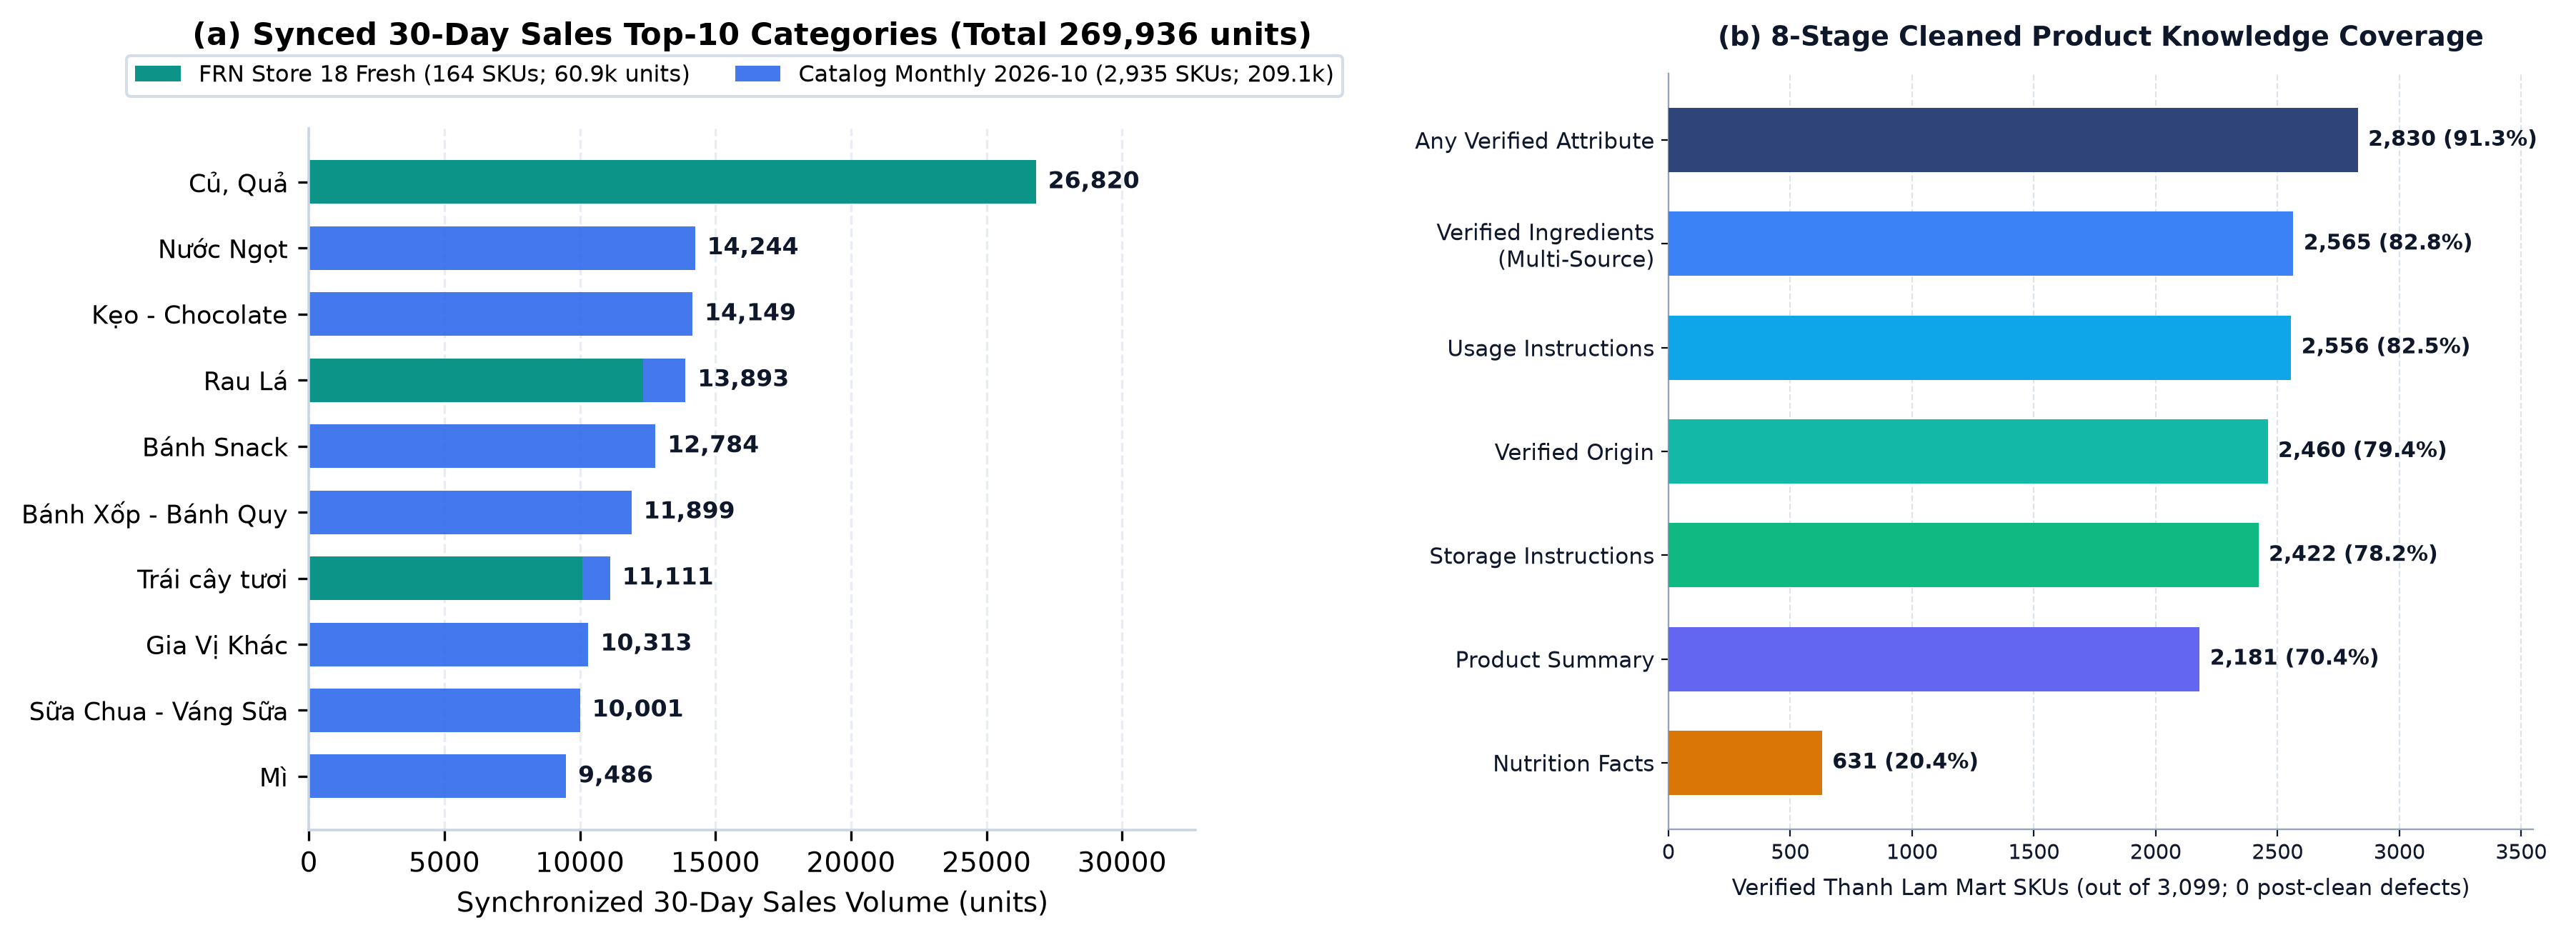 (a) Synced 30-Day Sales Top-10 Categories (Total 269,936 units)
FRN Store 18 Fresh (164 SKUs; 60.9k units)
Catalog Monthly 2026-10 (2,935 SKUs; 209.1k)
Củ, Quả
26,820
Nước Ngọt
14,244
Kẹo - Chocolate
14,149
Rau Lá
13,893
Bánh Snack
12,784
Bánh Xốp - Bánh Quy
11,899
Trái cây tươi
11,111
Gia Vị Khác
10,313
Sữa Chua - Váng Sữa
10,001
Mì
9,486
0 5000 10000 15000 20000 25000 30000
Synchronized 30-Day Sales Volume (units)
(b) 8-Stage Cleaned Product Knowledge Coverage
Any Verified Attribute
2,830 (91.3%)
Verified Ingredients
(Multi-Source)
2,565 (82.8%)
Usage Instructions
2,556 (82.5%)
Verified Origin
2,460 (79.4%)
Storage Instructions
2,422 (78.2%)
Product Summary
2,181 (70.4%)
Nutrition Facts
631 (20.4%)
0 500 1000 1500 2000 2500 3000 3500
Verified Thanh Lam Mart SKUs (out of 3,099; 0 post-clean defects)